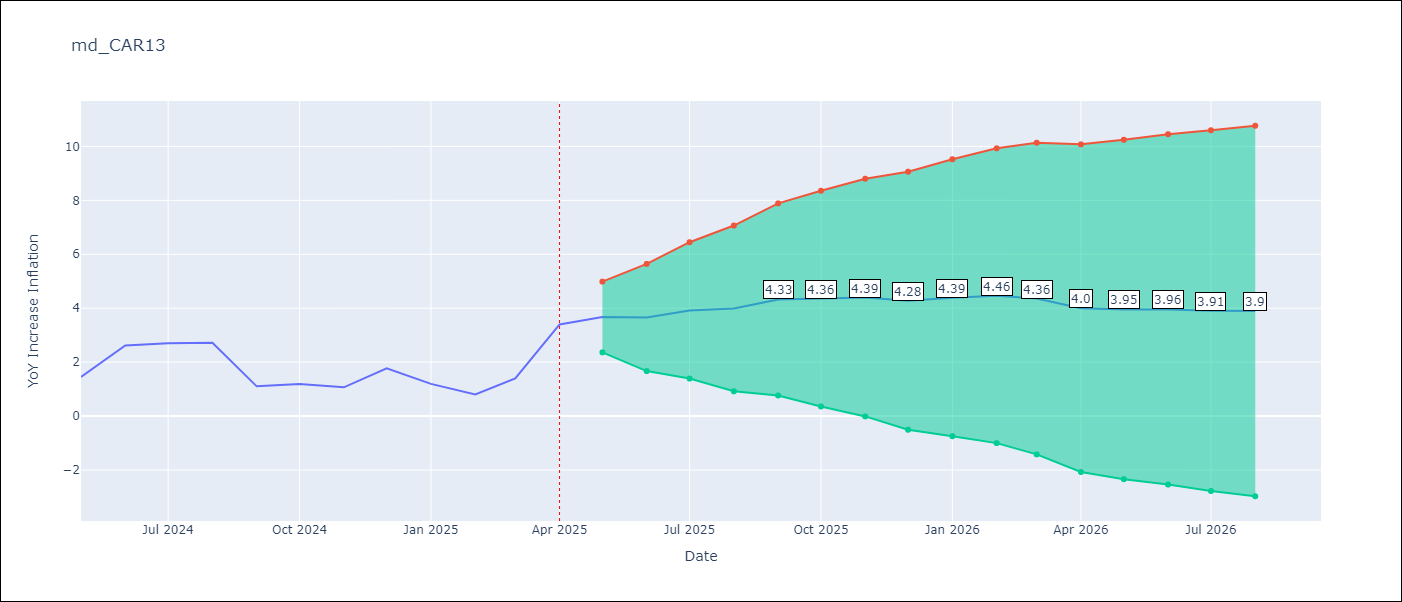 md_CAR13
YoY Increase Inflation
10
8
6
4
2
0
−2
4.33
4.36
4.39
4.28
4.39
4.46
4.36
4.0
3.95
3.96
3.91
3.9
Jul 2024
Oct 2024
Jan 2025
Apr 2025
Jul 2025
Oct 2025
Jan 2026
Apr 2026
Jul 2026
Date